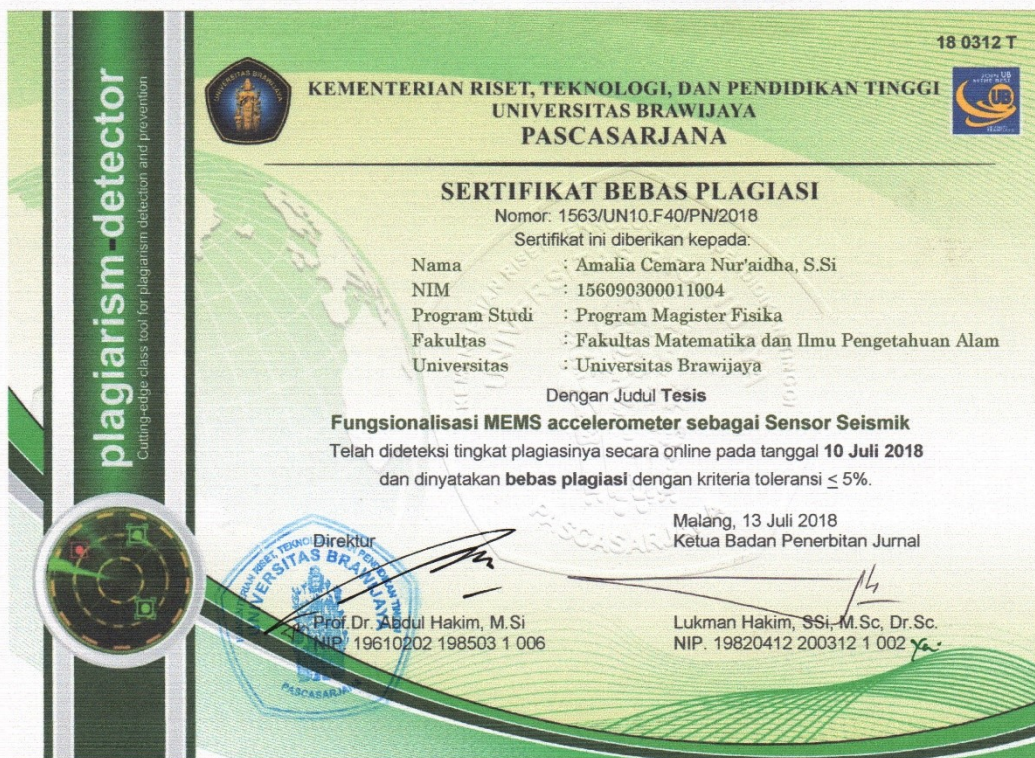 18 0312 T
KEMENTERIAN RISET, TEKNOLOGI, DAN PENDIDIKAN TINGGI
UNIVERSITAS BRAWIJAYA
PASCASARJANA
JOIN UB
UB
SERTIFIKAT BEBAS PLAGIASI
Nomor: 1563/UN10.F40/PN/2018
Sertifikat ini diberikan kepada:
Nama : Amalia Cemara Nur'aidha, S.Si
NIM : 156090300011004
Program Studi : Program Magister Fisika
Fakultas : Fakultas Matematika dan Ilmu Pengetahuan Alam
Universitas : Universitas Brawijaya
Dengan Judul Tesis
Fungsionalisasi MEMS accelerometer sebagai Sensor Seismik
Telah dideteksi tingkat plagiasinya secara online pada tanggal 10 Juli 2018
dan dinyatakan bebas plagiasi dengan kriteria toleransi ≤ 5%.
Malang, 13 Juli 2018
Direktur
Ketua Badan Penerbitan Jurnal
Prof.Dr. Abdul Hakim, M.Si
NIP. 19610202 198503 1 006
Lukman Hakim, SSi, M.Sc, Dr.Sc.
NIP. 19820412 200312 1 002
plagiarism-detector
Cutting-edge class tool for plagiarism detection and prevention
UNIVERSITAS BRAWIJAYA
PASCASARJANA